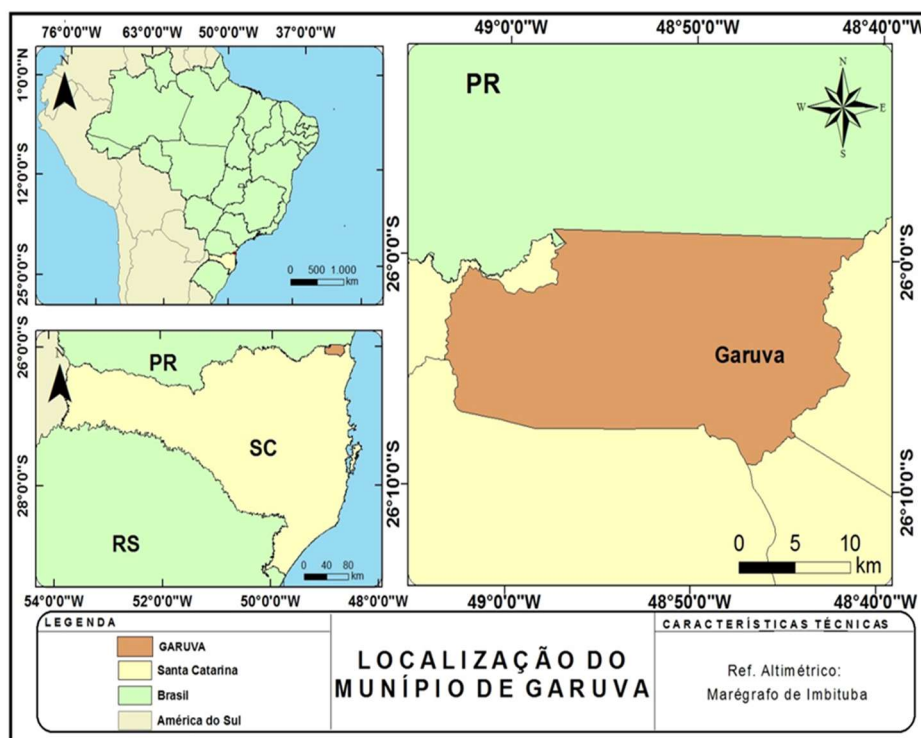 76°0'0"W 63°0'0"W 50°0'0"W 37°0'0"W
1°0'0"N
12°0'0"S
25°0'0"S
N
0 500 1.000
km
26°0'0"S
28°0'0"S
N
PR
SC
RS
0 40 80
km
54°0'0"W 52°0'0"W 50°0'0"W 48°0'0"W
49°0'0"W 48°50'0"W 48°40'0"W
PR
N
W E
S
Garuva
26°0'0"S
26°10'0"S
26°0'0"S
26°10'0"S
0 5 10
km
49°0'0"W 48°50'0"W 48°40'0"W
LEGENDA
GARUVA
Santa Catarina
Brasil
América do Sul
LOCALIZAÇÃO DO
MUNÍPIO DE GARUVA
CARACTERÍSTICAS TÉCNICAS
Ref. Altimétrico:
Marégrafo de Imbituba